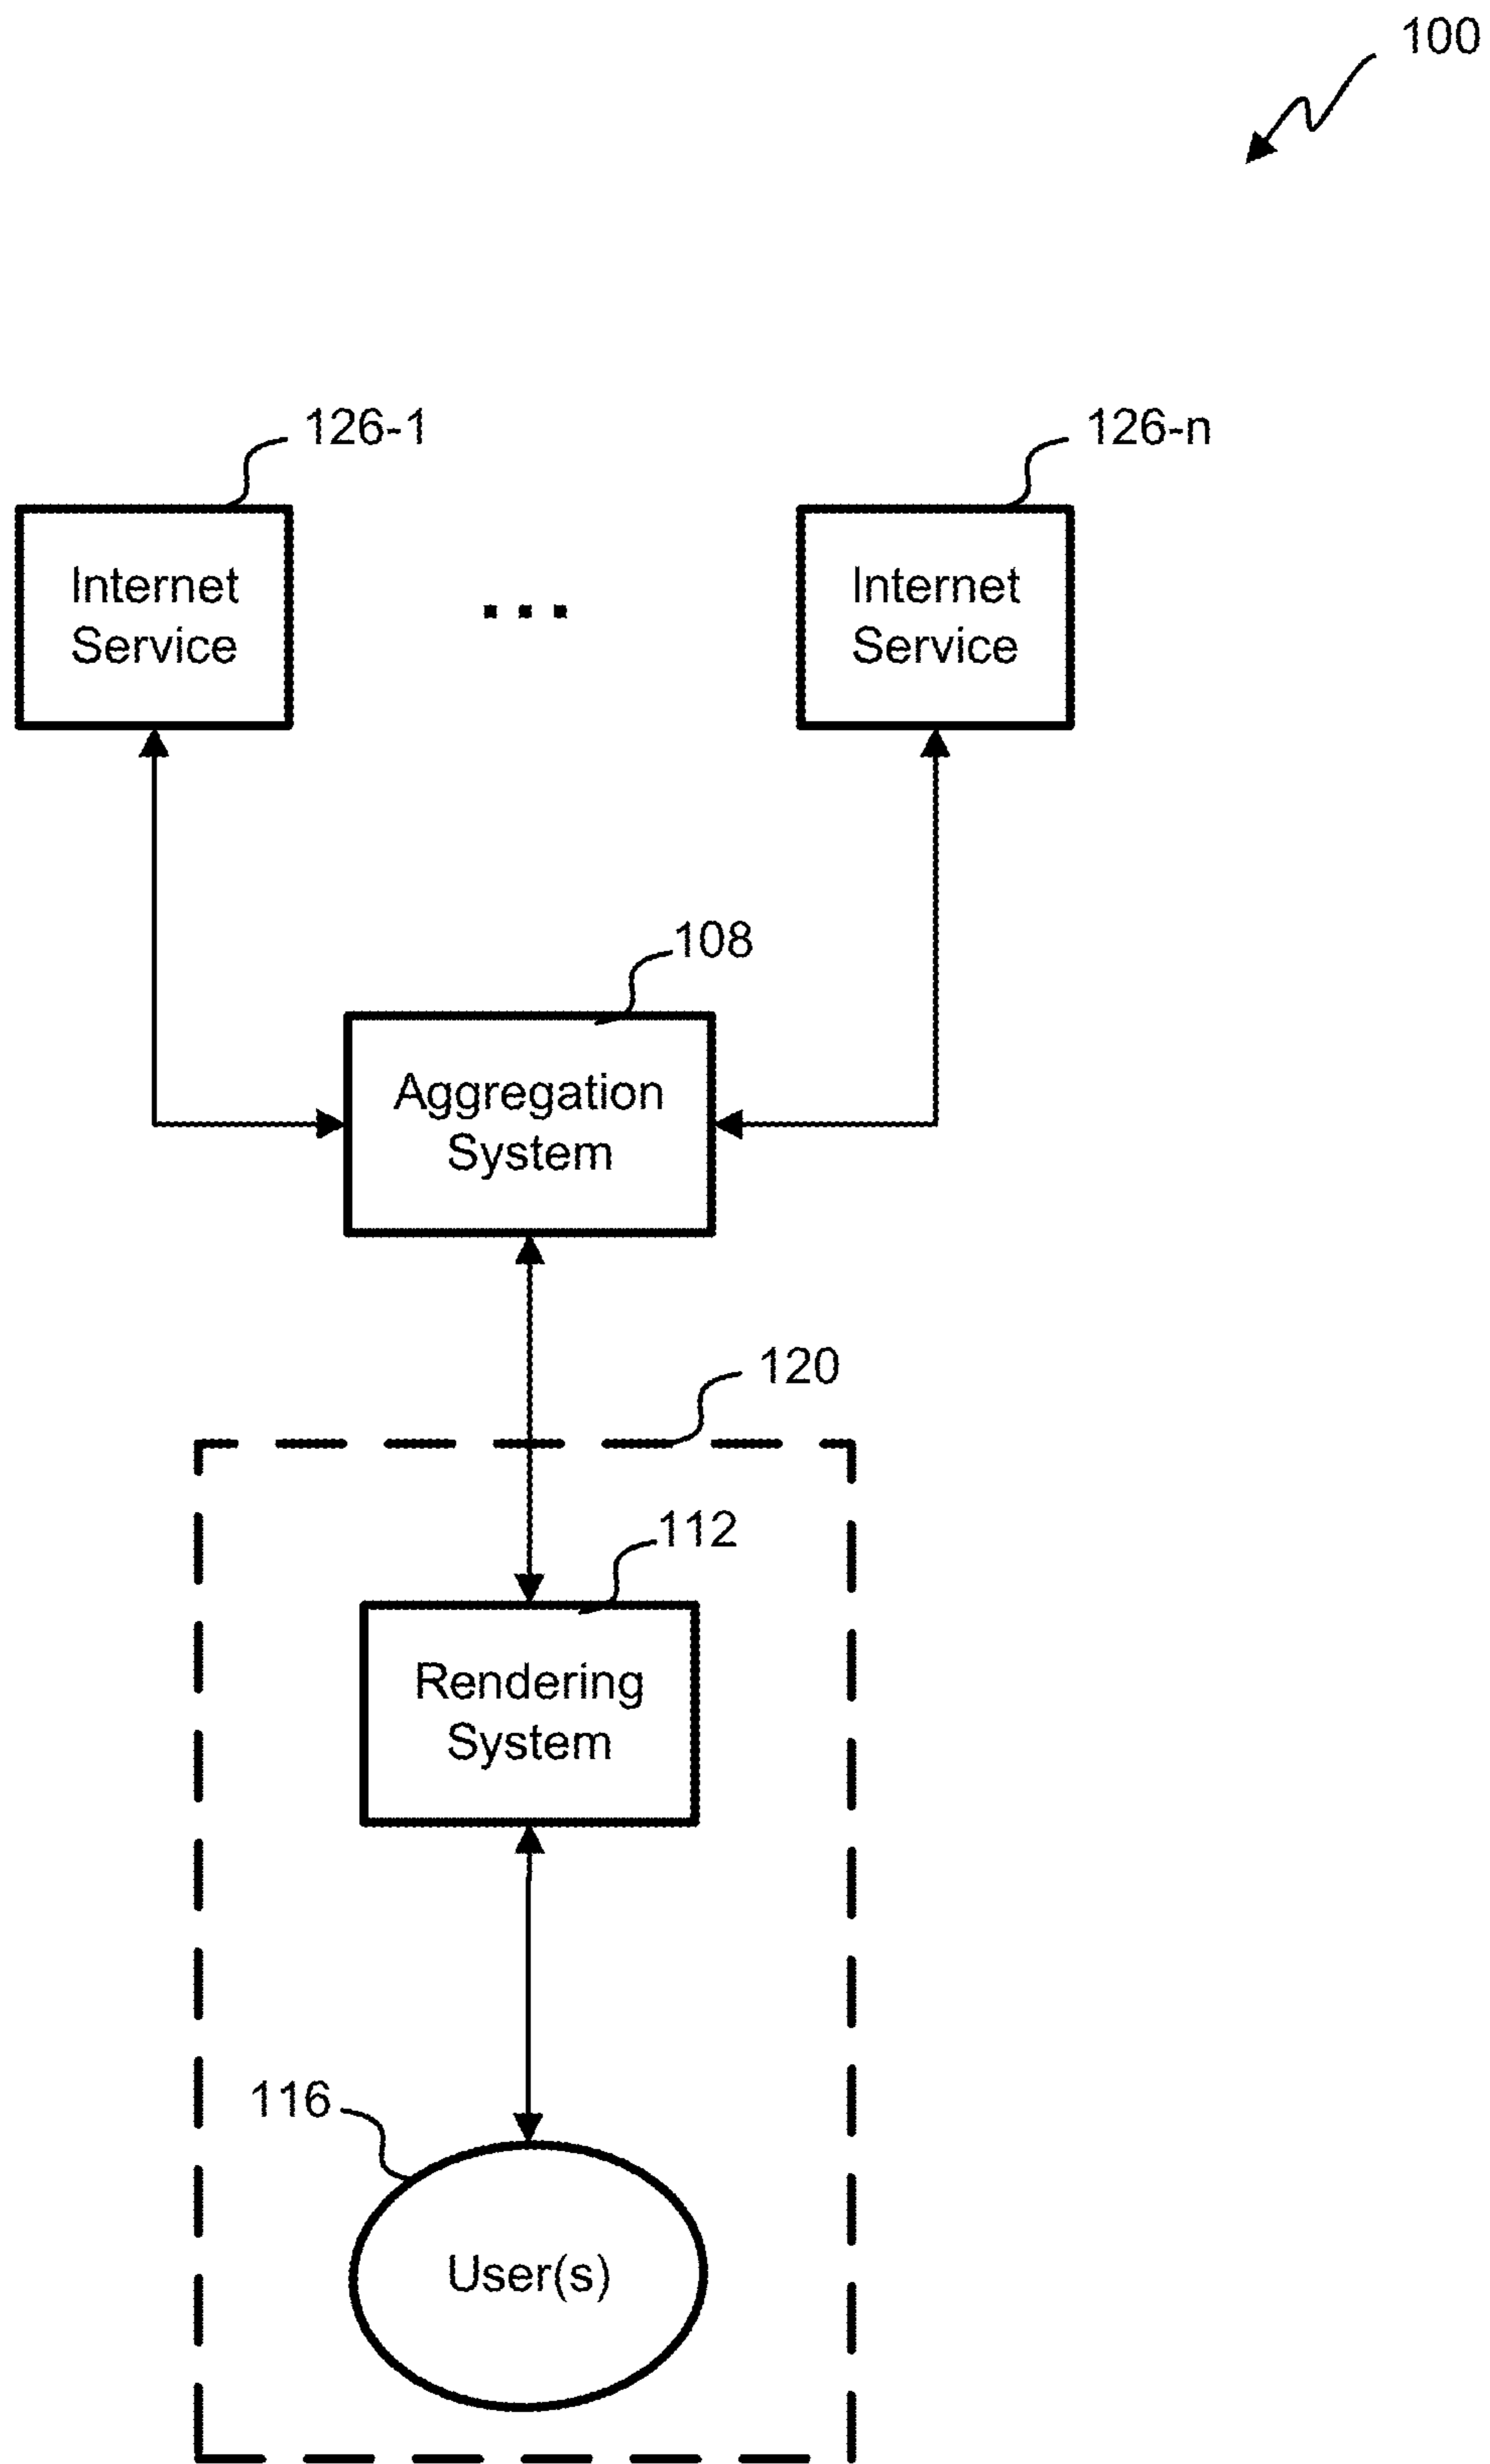 100
126-1
126-n
Internet
Service
...
Internet
Service
108
Aggregation
System
120
112
Rendering
System
116
User(s)